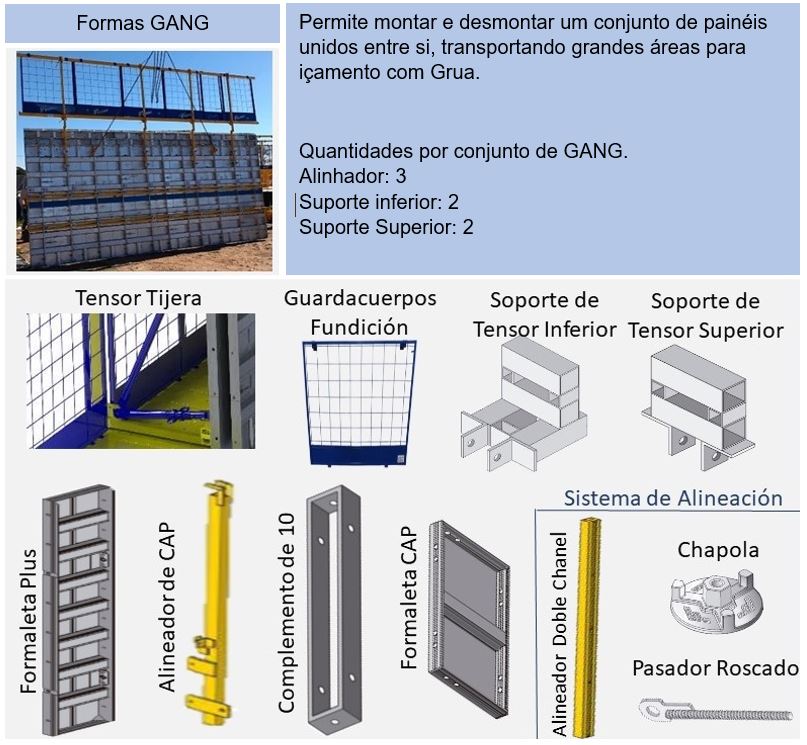 Formas GANG
Permite montar e desmontar um conjunto de painéis
unidos entre si, transportando grandes áreas para
içamento com Grua.
Quantidades por conjunto de GANG.
Alinhador: 3
Suporte inferior: 2
Suporte Superior: 2
Tensor Tijera
Guardacuerpos
Fundición
Soporte de
Tensor Inferior
Soporte de
Tensor Superior
Formaleta Plus
Alineador de CAP
Complemento de 10
Formaleta CAP
Sistema de Alineación
Alineador Doble Chanel
Chapola
Pasador Roscado